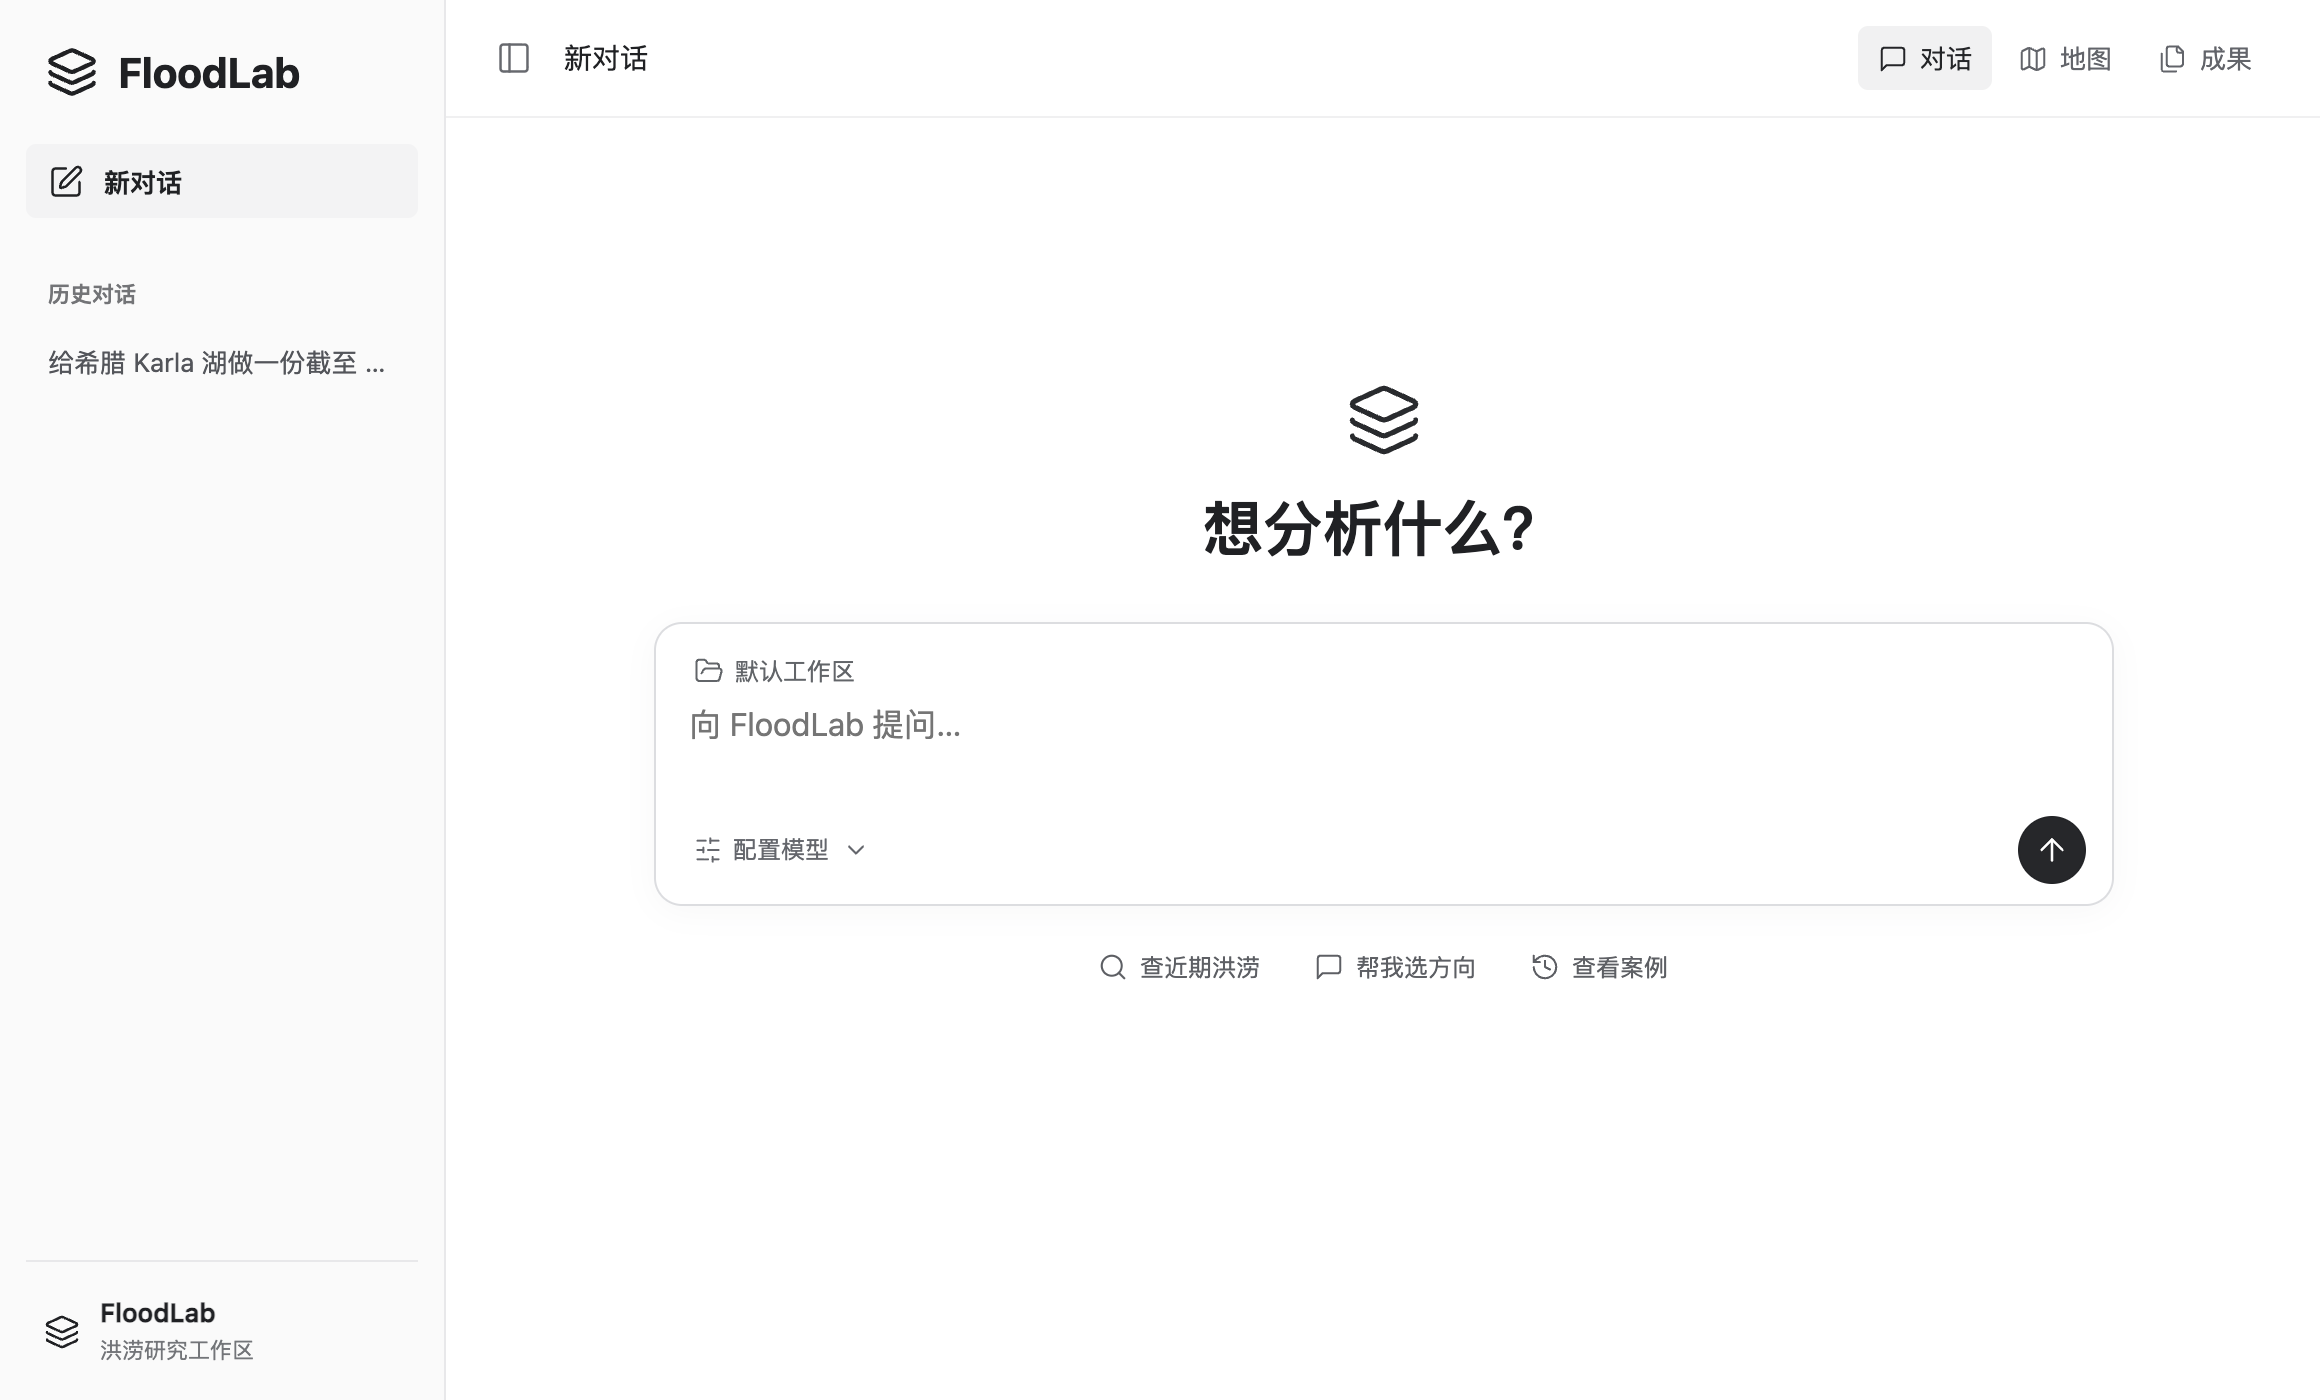 FloodLab
新对话
历史对话
给希腊 Karla 湖做一份截至 ...
FloodLab
洪涝研究工作区
新对话
对话
地图
成果
想分析什么？
默认工作区
向 FloodLab 提问...
配置模型
查近期洪涝
帮我选方向
查看案例